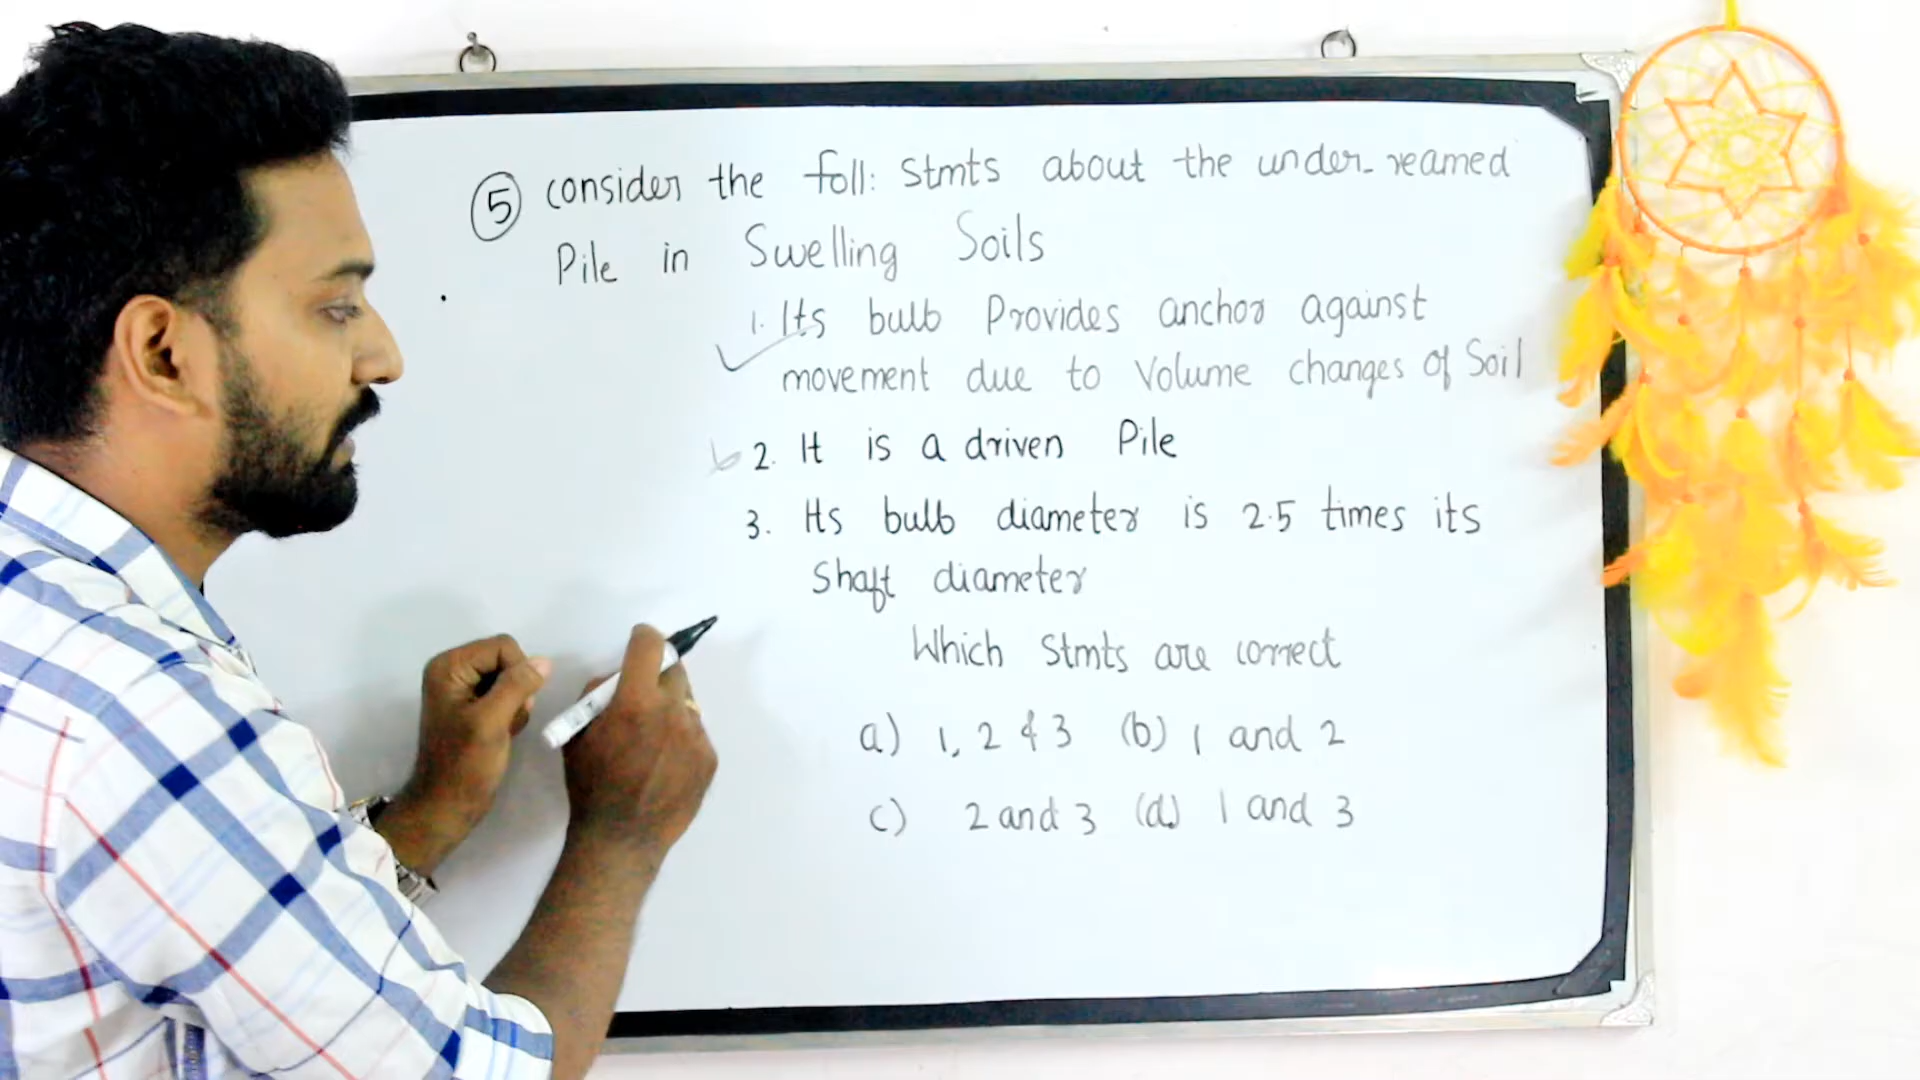 5 consider the foll: Stmts about the under-reamed
Pile in Swelling Soils
1. Its bulb Provides anchor against
movement due to Volume changes of Soil
2. It is a driven Pile
3. Its bulb diameter is 2.5 times its
Shaft diameter
Which Stmts are correct
a) 1, 2 & 3 (b) 1 and 2
c) 2 and 3 (d) 1 and 3